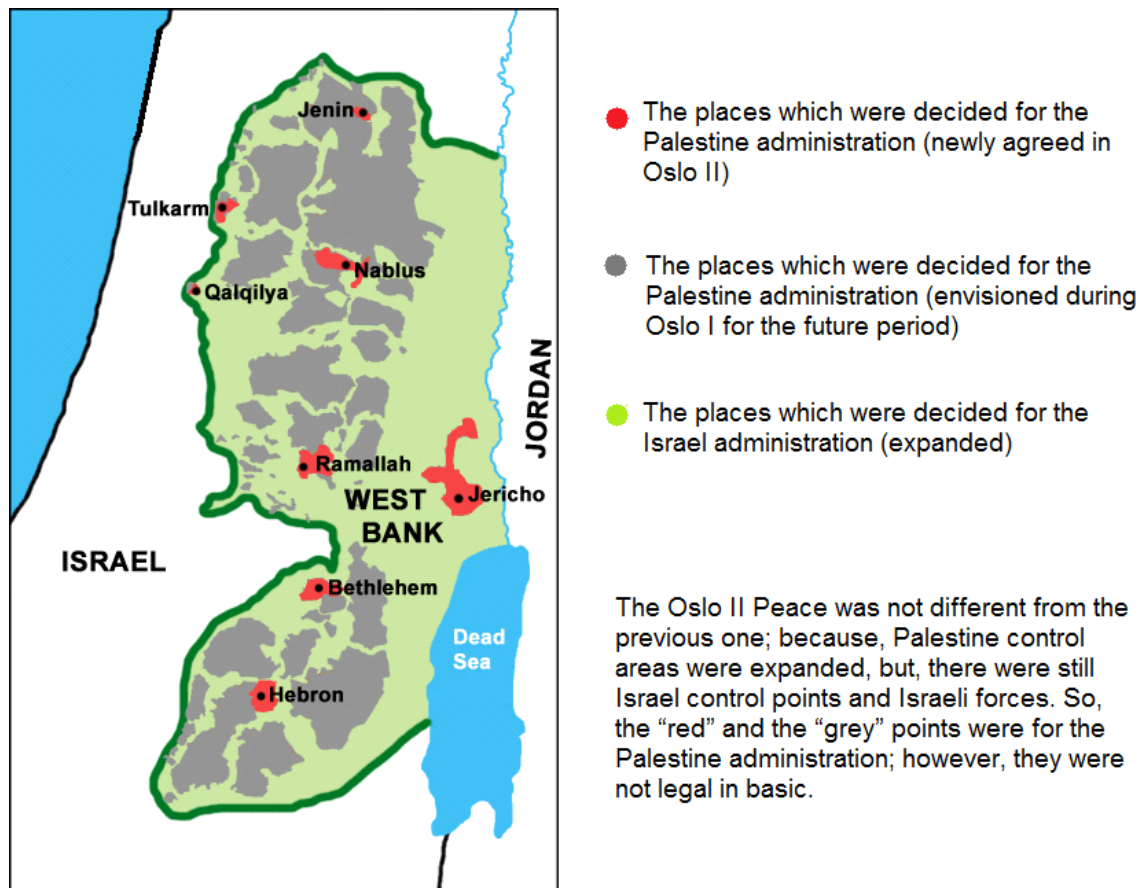 Jenin
Tulkarm
Nablus
Qalqilya
Ramallah
Jericho
WEST
BANK
JORDAN
ISRAEL
Bethlehem
Dead
Sea
Hebron
The places which were decided for the
Palestine administration (newly agreed in
Oslo II)
The places which were decided for the
Palestine administration (envisioned during
Oslo I for the future period)
The places which were decided for the
Israel administration (expanded)
The Oslo II Peace was not different from the
previous one; because, Palestine control
areas were expanded, but, there were still
Israel control points and Israeli forces. So,
the “red” and the “grey” points were for the
Palestine administration; however, they were
not legal in basic.